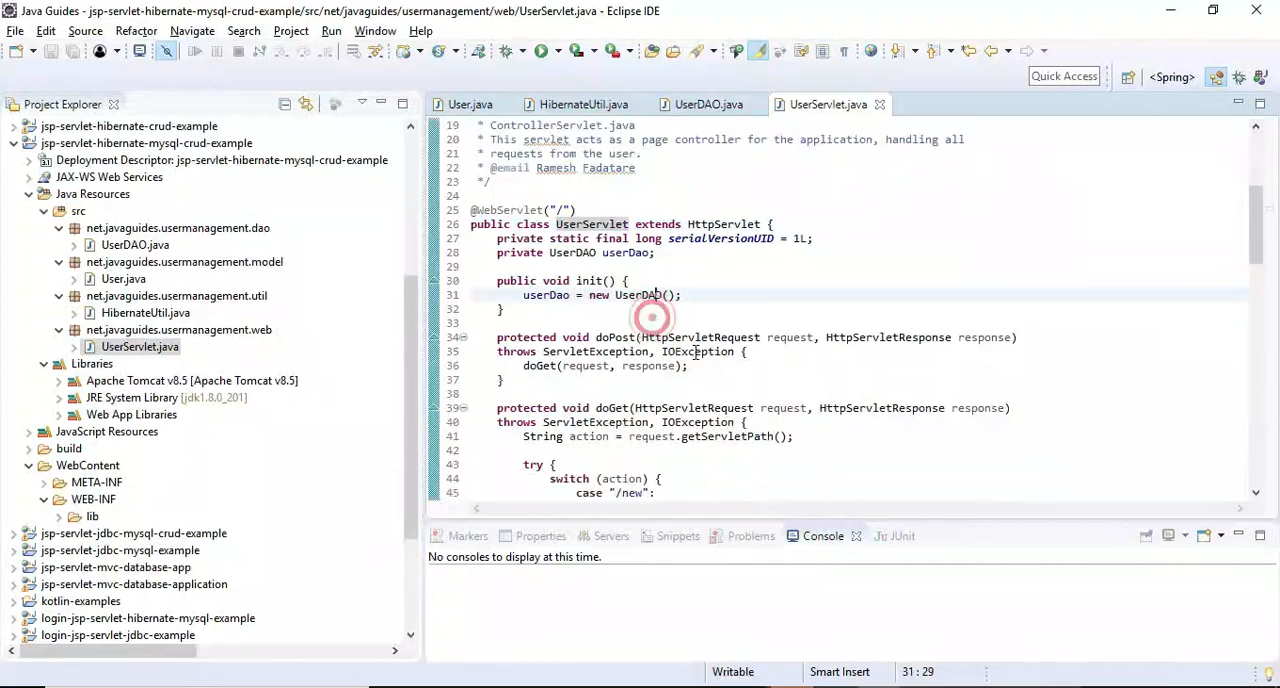 Java Guides - jsp-servlet-hibernate-mysql-crud-example/src/net/javaguides/usermanagement/web/UserServlet.java - Eclipse IDE
File Edit Source Refactor Navigate Search Project Run Window Help
Quick Access
<Spring>
Project Explorer
jsp-servlet-hibernate-crud-example
jsp-servlet-hibernate-mysql-crud-example
Deployment Descriptor: jsp-servlet-hibernate-mysql-crud-example
JAX-WS Web Services
Java Resources
src
net.javaguides.usermanagement.dao
UserDAO.java
net.javaguides.usermanagement.model
User.java
net.javaguides.usermanagement.util
HibernateUtil.java
net.javaguides.usermanagement.web
UserServlet.java
Libraries
Apache Tomcat v8.5 [Apache Tomcat v8.5]
JRE System Library [jdk1.8.0_201]
Web App Libraries
JavaScript Resources
build
WebContent
META-INF
WEB-INF
lib
jsp-servlet-jdbc-mysql-crud-example
jsp-servlet-jdbc-mysql-example
jsp-servlet-mvc-database-app
jsp-servlet-mvc-database-application
kotlin-examples
login-jsp-servlet-hibernate-mysql-example
login-jsp-servlet-jdbc-example
User.java HibernateUtil.java UserDAO.java UserServlet.java
19 * ControllerServlet.java
20 * This servlet acts as a page controller for the application, handling all
21 * requests from the user.
22 * @email Ramesh Fadatare
23 */
24
25 @WebServlet("/")
26 public class UserServlet extends HttpServlet {
27 private static final long serialVersionUID = 1L;
28 private UserDAO userDao;
29
30 public void init() {
31 userDao = new UserDAO();
32 }
33
34 protected void doPost(HttpServletRequest request, HttpServletResponse response)
35 throws ServletException, IOException {
36 doGet(request, response);
37 }
38
39 protected void doGet(HttpServletRequest request, HttpServletResponse response)
40 throws ServletException, IOException {
41 String action = request.getServletPath();
42
43 try {
44 switch (action) {
45 case "/new":
Markers Properties Servers Snippets Problems Console JUnit
No consoles to display at this time.
Writable Smart Insert 31 : 29